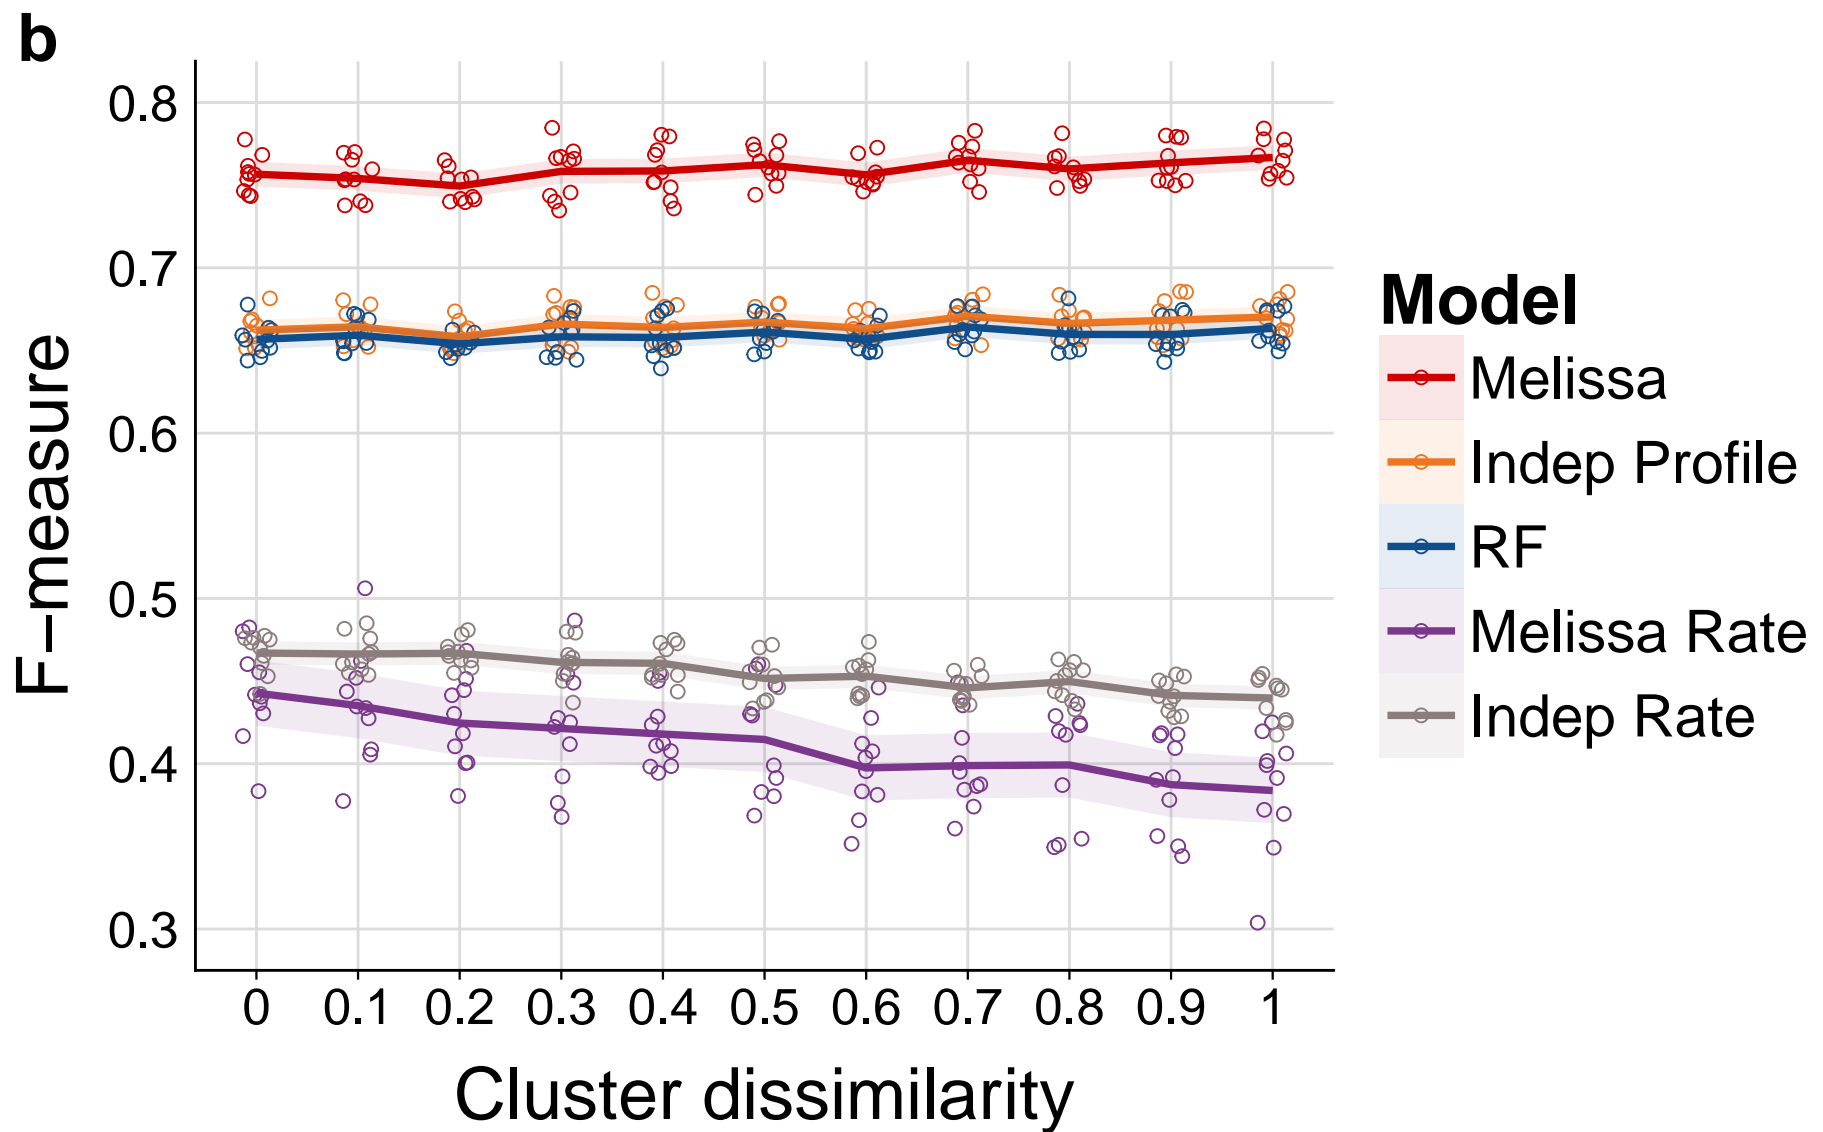 b
F-measure
0.8
0.7
0.6
0.5
0.4
0.3
0 0.1 0.2 0.3 0.4 0.5 0.6 0.7 0.8 0.9 1
Cluster dissimilarity
Model
Melissa
Indep Profile
RF
Melissa Rate
Indep Rate